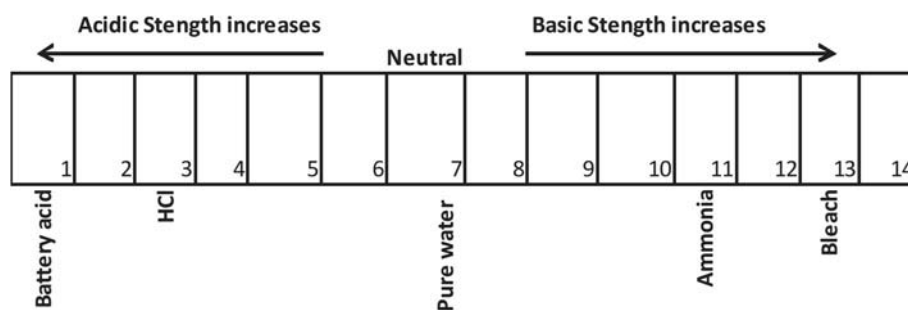 Acidic Stength increases
Basic Stength increases
Neutral
1 2 3 4 5 6 7 8 9 10 11 12 13 14
Battery acid
HCl
Pure water
Ammonia
Bleach